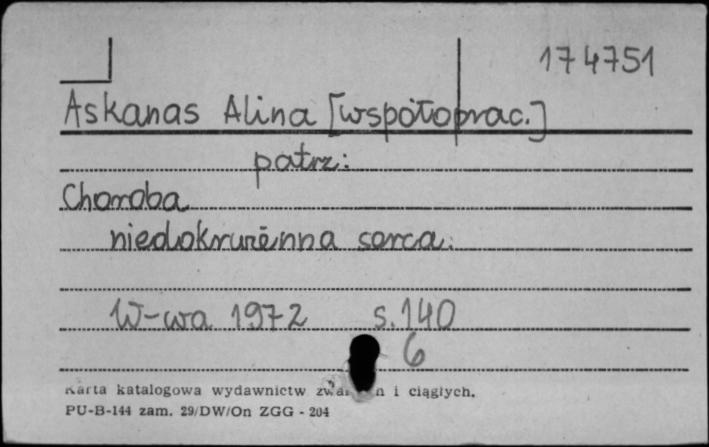 174751
Askanas Alina [współoprac.]
patrz:
Choroba
niedokrwienna serca.
W-wa 1972 s. 140
6
Karta katalogowa wydawnictw i ciągłych.
PU-B-144 zam. 29/DW/On ZGG - 204